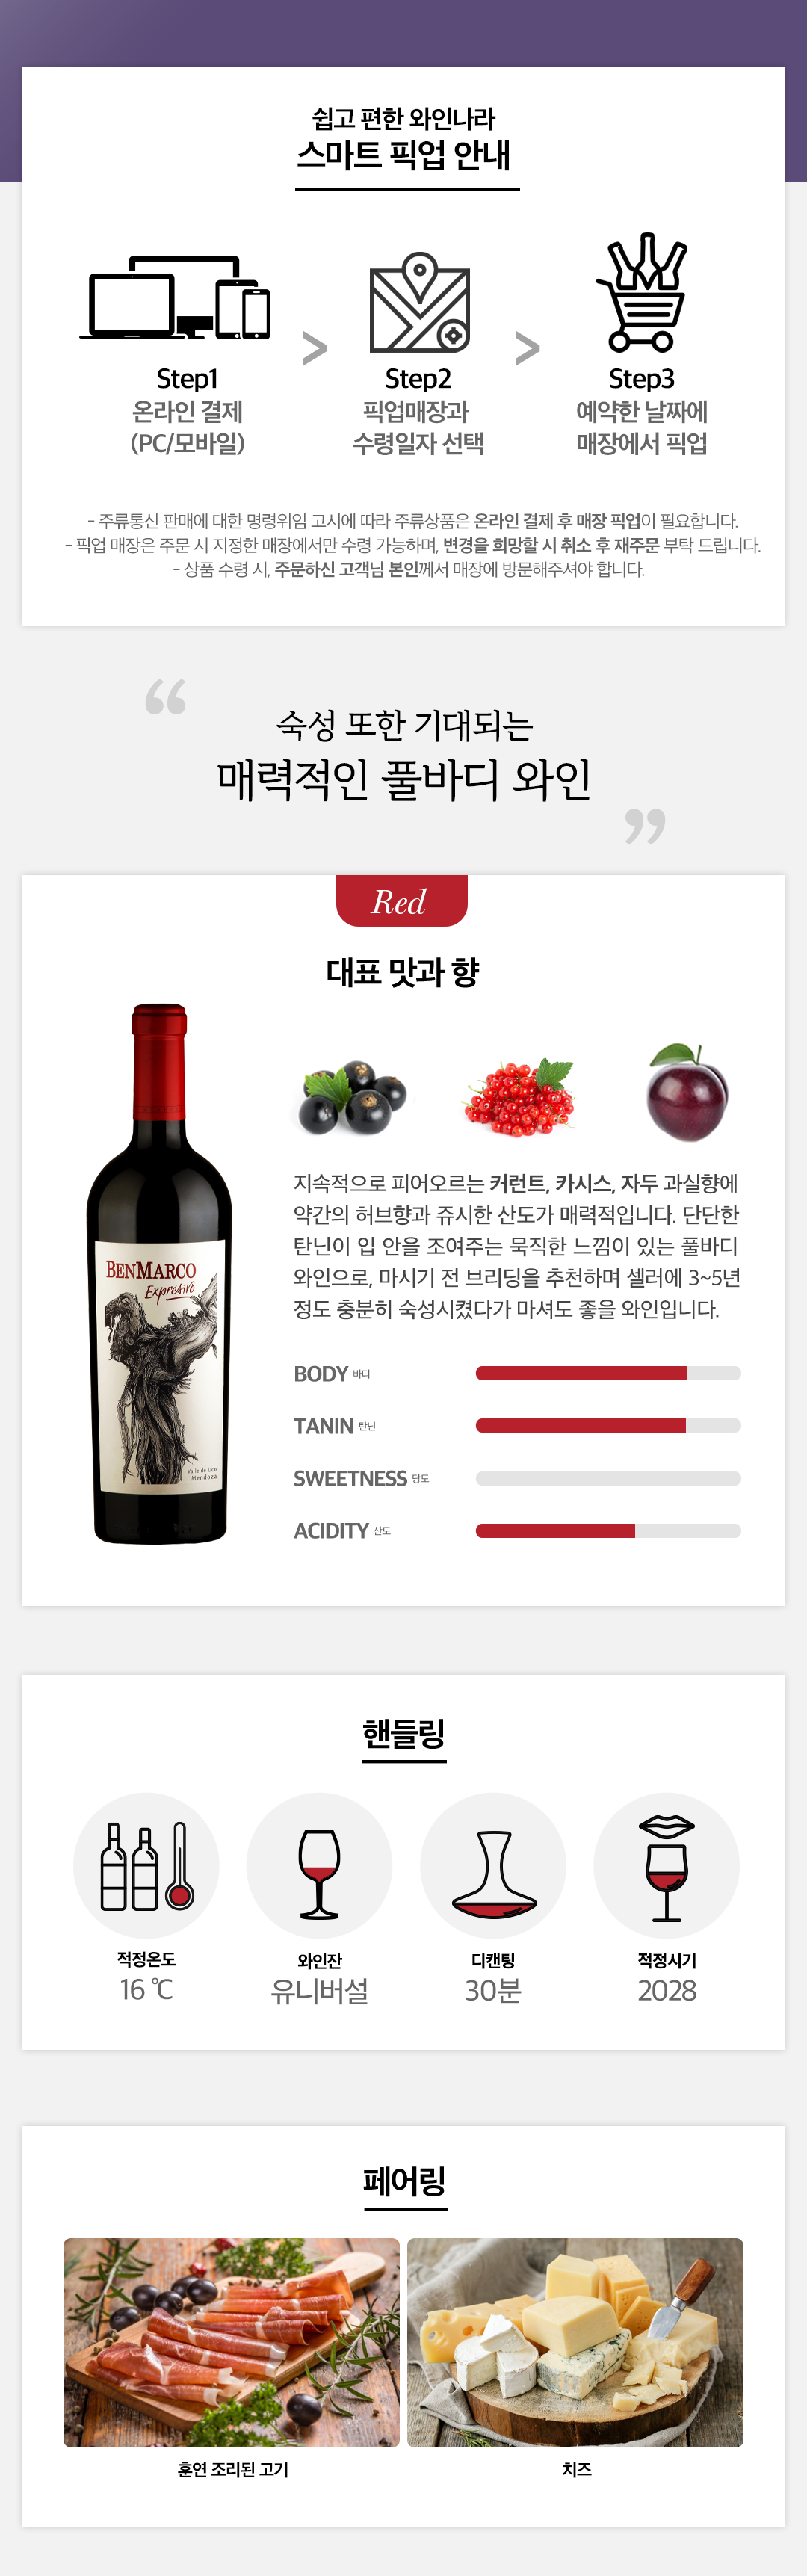 쉽고 편한 와인나라
스마트 픽업 안내
Step1
온라인 결제
(PC/모바일)
>
Step2
픽업매장과
수령일자 선택
>
Step3
예약한 날짜에
매장에서 픽업
- 주류통신 판매에 대한 명령위임 고시에 따라 주류상품은 온라인 결제 후 매장 픽업이 필요합니다.
- 픽업 매장은 주문 시 지정한 매장에서만 수령 가능하며, 변경을 희망할 시 취소 후 재주문 부탁 드립니다.
- 상품 수령 시, 주문하신 고객님 본인께서 매장에 방문해주셔야 합니다.
“
숙성 또한 기대되는
매력적인 풀바디 와인
”
Red
대표 맛과 향
BENMARCO
Expresivo
Valle de Uco
Mendoza
지속적으로 피어오르는 커런트, 카시스, 자두 과실향에
약간의 허브향과 쥬시한 산도가 매력적입니다. 단단한
탄닌이 입 안을 조여주는 묵직한 느낌이 있는 풀바디
와인으로, 마시기 전 브리딩을 추천하며 셀러에 3~5년
정도 충분히 숙성시켰다가 마셔도 좋을 와인입니다.
BODY 바디
TANIN 탄닌
SWEETNESS 당도
ACIDITY 산도
핸들링
적정온도
16 ℃
와인잔
유니버설
디캔팅
30분
적정시기
2028
페어링
훈연 조리된 고기
치즈